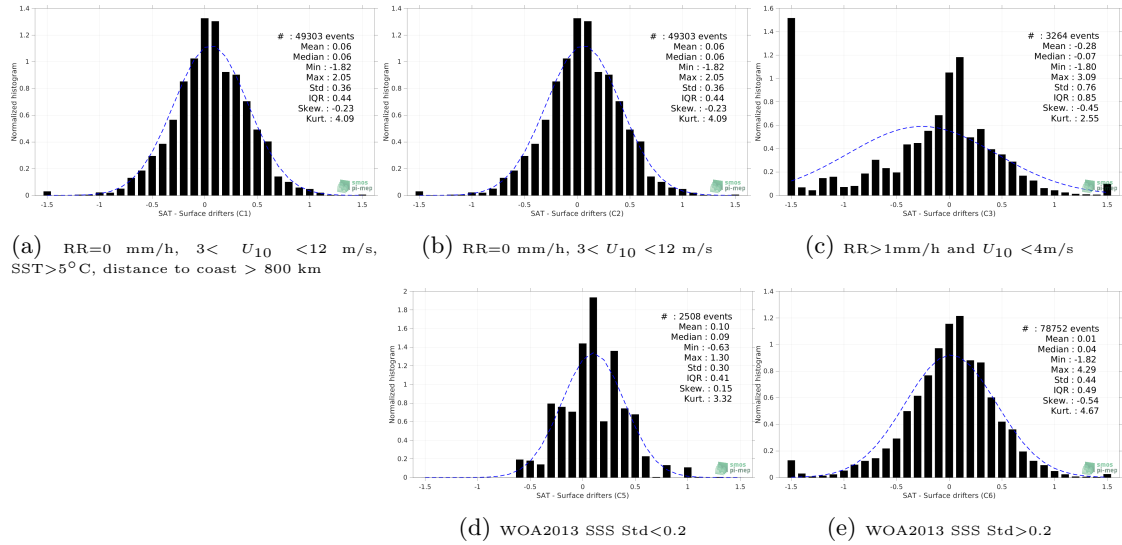 1.6
1.4
1.2
1
0.8
0.6
0.4
0.2
0
-1.5 -1 -0.5 0 0.5 1 1.5
Normalized histogram
SAT - Surface drifters (C1)
# : 49303 events
Mean : 0.06
Median : 0.06
Min : -1.82
Max : 2.05
Std : 0.36
IQR : 0.44
Skew. : -0.23
Kurt. : 4.09
smos
pi-mep
(a) RR=0 mm/h, 3< U10 <12 m/s,
SST>5°C, distance to coast > 800 km
1.6
1.4
1.2
1
0.8
0.6
0.4
0.2
0
-1.5 -1 -0.5 0 0.5 1 1.5
Normalized histogram
SAT - Surface drifters (C2)
# : 49303 events
Mean : 0.06
Median : 0.06
Min : -1.82
Max : 2.05
Std : 0.36
IQR : 0.44
Skew. : -0.23
Kurt. : 4.09
smos
pi-mep
(b) RR=0 mm/h, 3< U10 <12 m/s
1.6
1.4
1.2
1
0.8
0.6
0.4
0.2
0
-1.5 -1 -0.5 0 0.5 1 1.5
Normalized histogram
SAT - Surface drifters (C3)
# : 3264 events
Mean : -0.28
Median : -0.07
Min : -1.80
Max : 3.09
Std : 0.76
IQR : 0.85
Skew. : -0.45
Kurt. : 2.55
smos
pi-mep
(c) RR>1mm/h and U10 <4m/s
2
1.8
1.6
1.4
1.2
1
0.8
0.6
0.4
0.2
0
-1.5 -1 -0.5 0 0.5 1 1.5
Normalized histogram
SAT - Surface drifters (C5)
# : 2508 events
Mean : 0.10
Median : 0.09
Min : -0.63
Max : 1.30
Std : 0.30
IQR : 0.41
Skew. : 0.15
Kurt. : 3.32
smos
pi-mep
(d) WOA2013 SSS Std<0.2
1.4
1.2
1
0.8
0.6
0.4
0.2
0
-1.5 -1 -0.5 0 0.5 1 1.5
Normalized histogram
SAT - Surface drifters (C6)
# : 78752 events
Mean : 0.01
Median : 0.04
Min : -1.82
Max : 4.29
Std : 0.44
IQR : 0.49
Skew. : -0.54
Kurt. : 4.67
smos
pi-mep
(e) WOA2013 SSS Std>0.2